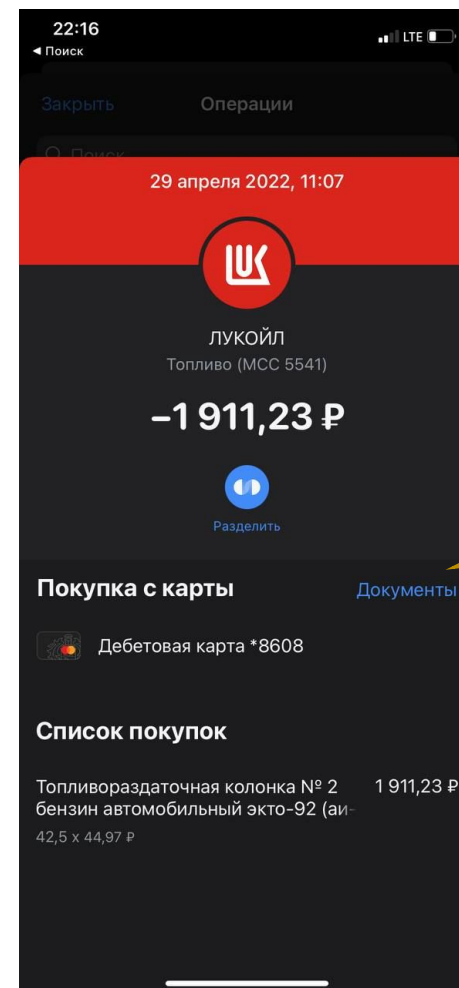 22:16
LTE
◀ Поиск
Закрыть
Операции
Поиск
29 апреля 2022, 11:07
ЛУКОЙЛ
Топливо (MCC 5541)
–1 911,23 ₽
Разделить
Покупка с карты
Документы
Дебетовая карта *8608
Список покупок
Топливораздаточная колонка № 2 1 911,23 ₽
бензин автомобильный экто-92 (аи-
42,5 x 44,97 ₽